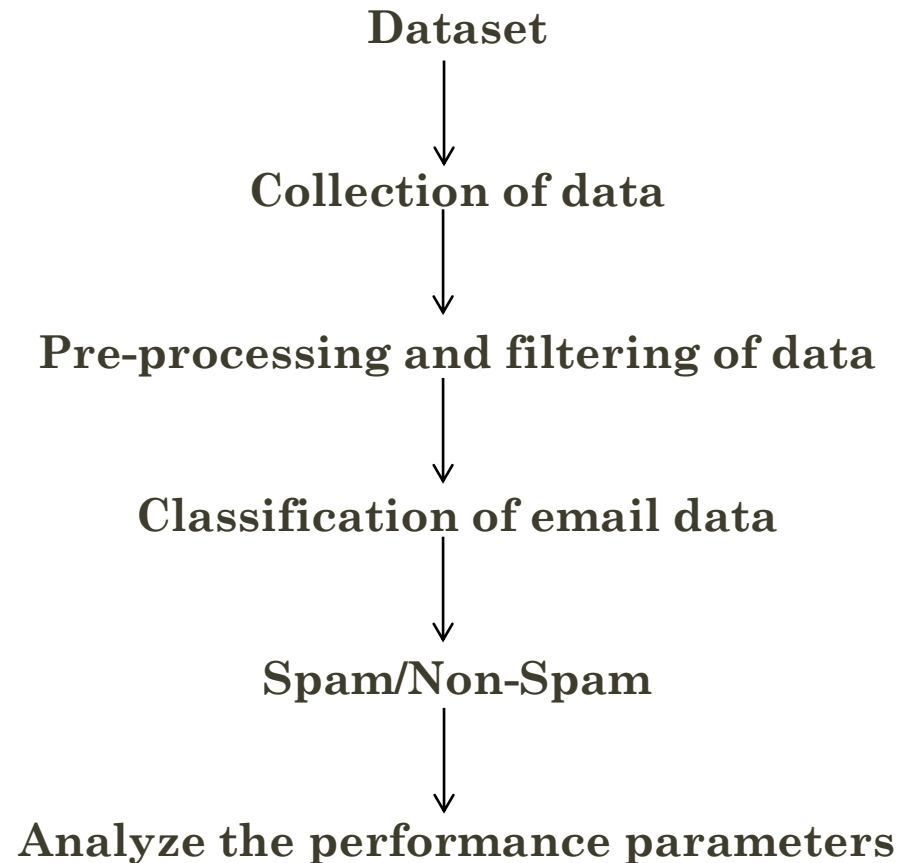 Dataset
Collection of data
Pre-processing and filtering of data
Classification of email data
Spam/Non-Spam
Analyze the performance parameters